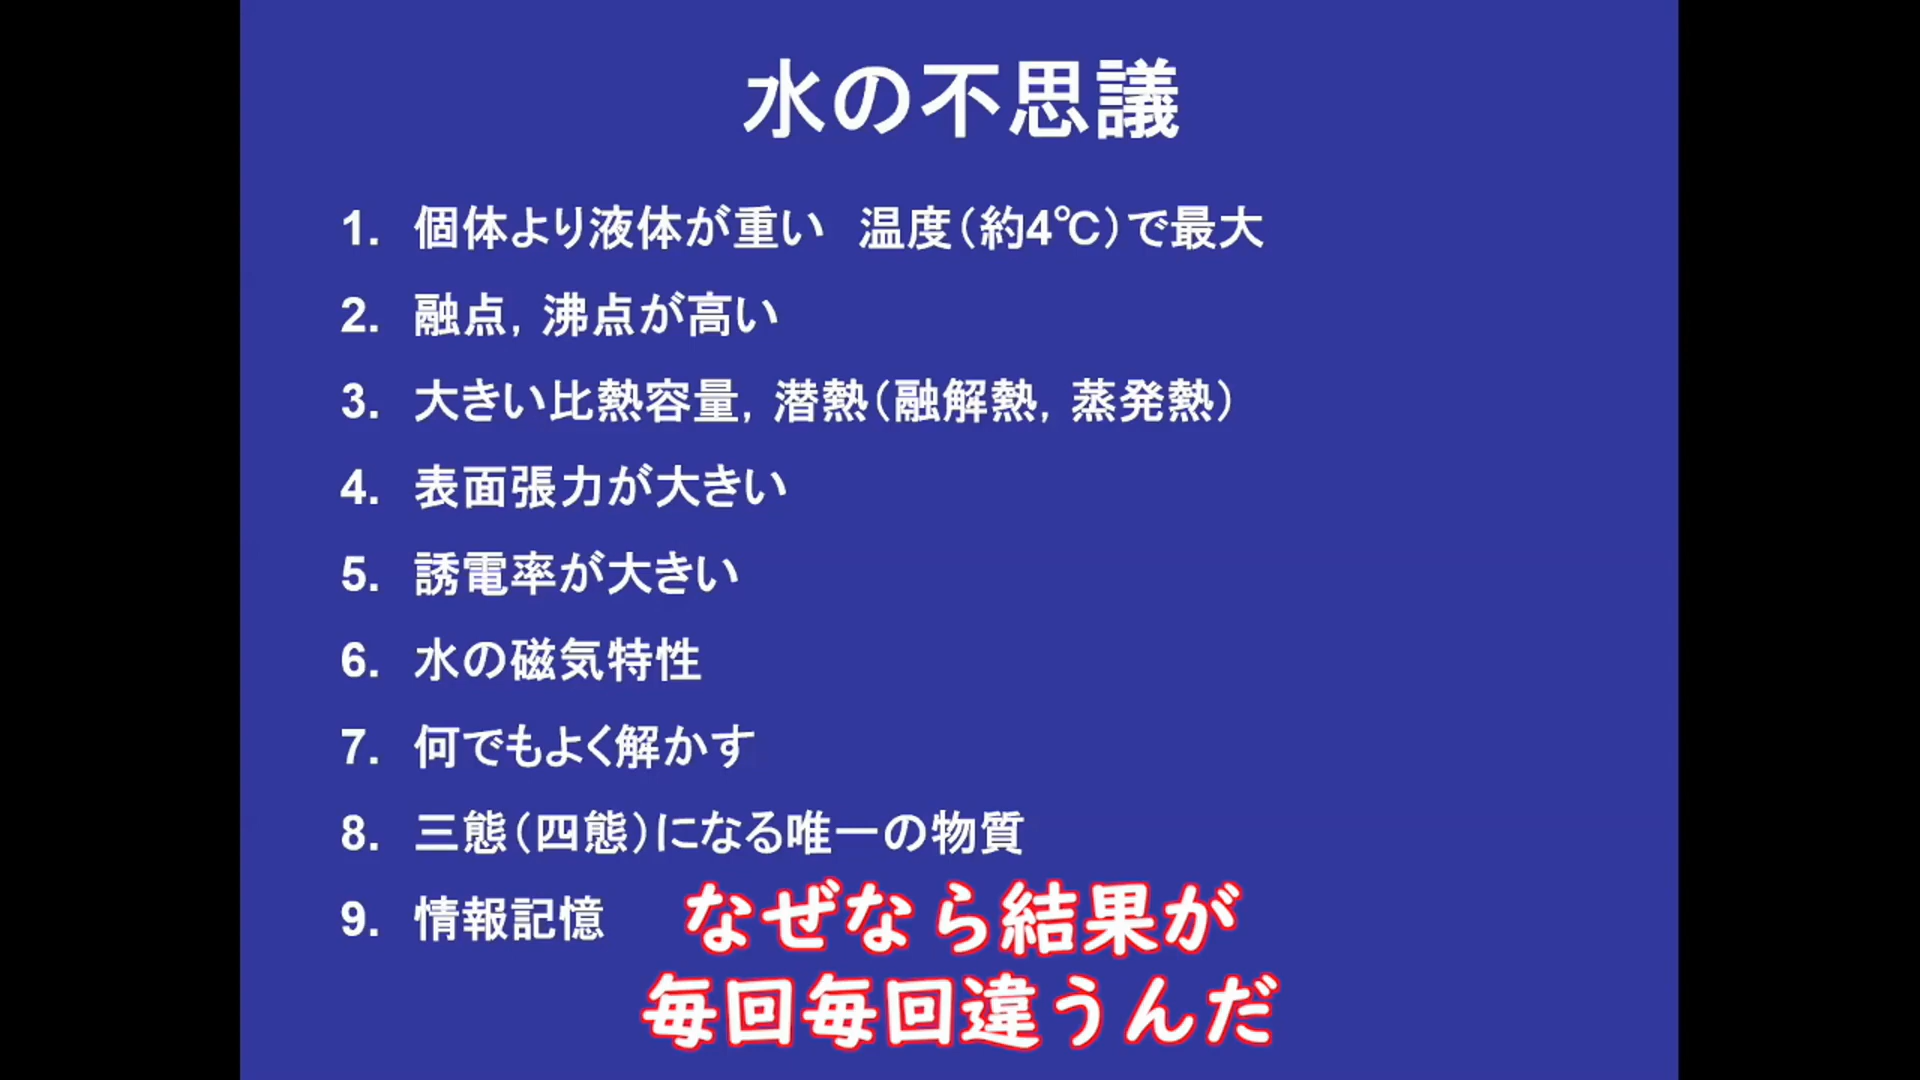 水の不思議
1. 個体より液体が重い　温度（約4℃）で最大
2. 融点，沸点が高い
3. 大きい比熱容量，潜熱（融解熱，蒸発熱）
4. 表面張力が大きい
5. 誘電率が大きい
6. 水の磁気特性
7. 何でもよく解かす
8. 三態（四態）になる唯一の物質
9. 情報記憶
なぜなら結果が
毎回毎回違うんだ